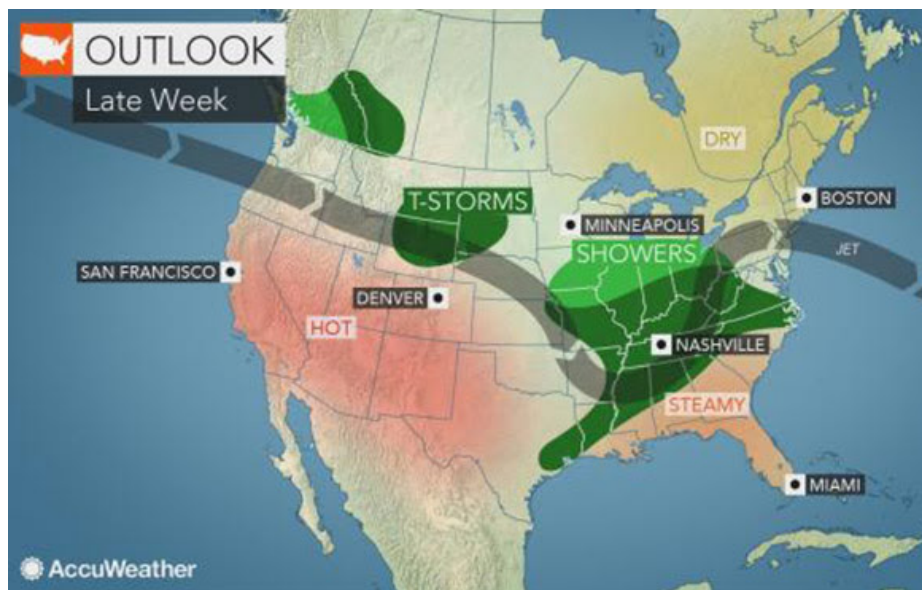 OUTLOOK
Late Week
DRY
T-STORMS
BOSTON
MINNEAPOLIS
SHOWERS
JET
SAN FRANCISCO
DENVER
HOT
NASHVILLE
STEAMY
MIAMI
AccuWeather